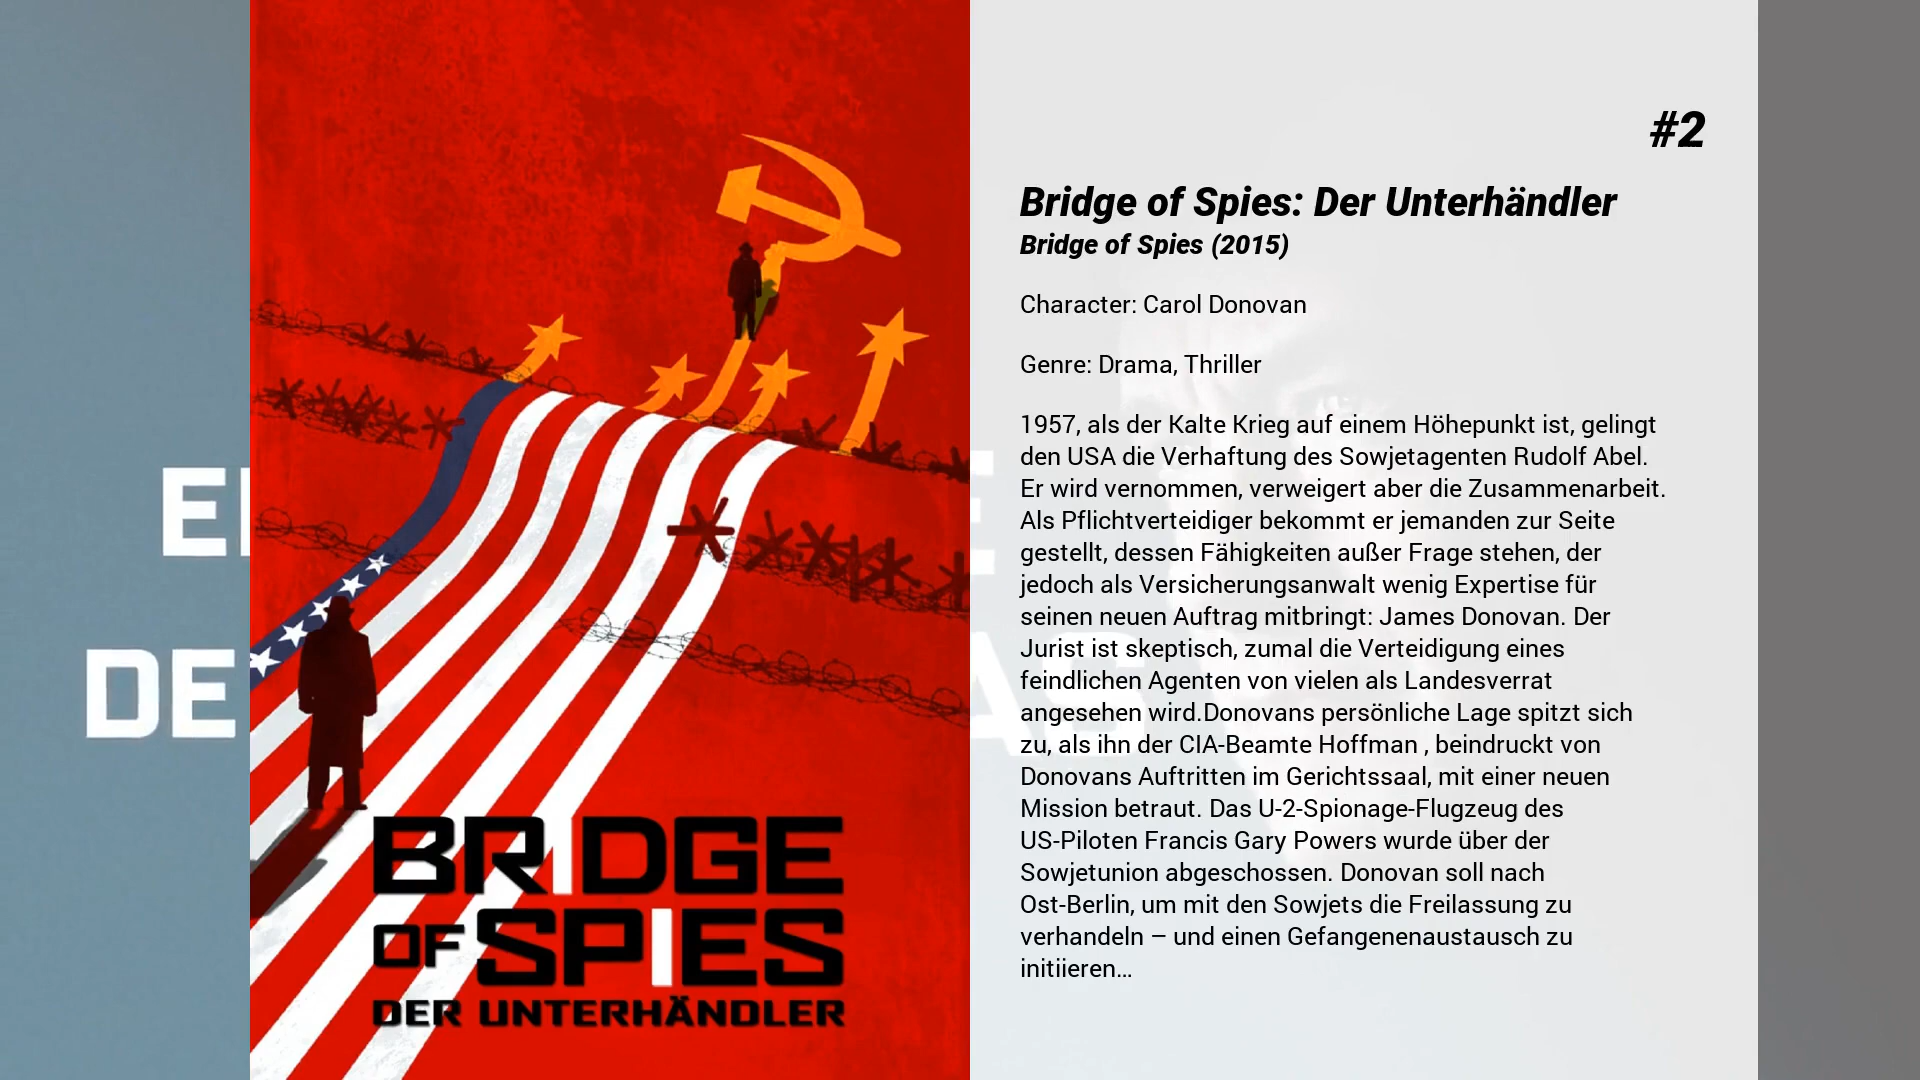 #2
Bridge of Spies: Der Unterhändler
Bridge of Spies (2015)
Character: Carol Donovan
Genre: Drama, Thriller
1957, als der Kalte Krieg auf einem Höhepunkt ist, gelingt
den USA die Verhaftung des Sowjetagenten Rudolf Abel.
Er wird vernommen, verweigert aber die Zusammenarbeit.
Als Pflichtverteidiger bekommt er jemanden zur Seite
gestellt, dessen Fähigkeiten außer Frage stehen, der
jedoch als Versicherungsanwalt wenig Expertise für
seinen neuen Auftrag mitbringt: James Donovan. Der
Jurist ist skeptisch, zumal die Verteidigung eines
feindlichen Agenten von vielen als Landesverrat
angesehen wird.Donovans persönliche Lage spitzt sich
zu, als ihn der CIA-Beamte Hoffman , beindruckt von
Donovans Auftritten im Gerichtssaal, mit einer neuen
Mission betraut. Das U-2-Spionage-Flugzeug des
US-Piloten Francis Gary Powers wurde über der
Sowjetunion abgeschossen. Donovan soll nach
Ost-Berlin, um mit den Sowjets die Freilassung zu
verhandeln – und einen Gefangenenaustausch zu
initiieren…
BRIDGE
OF SPIES
DER UNTERHÄNDLER
DE